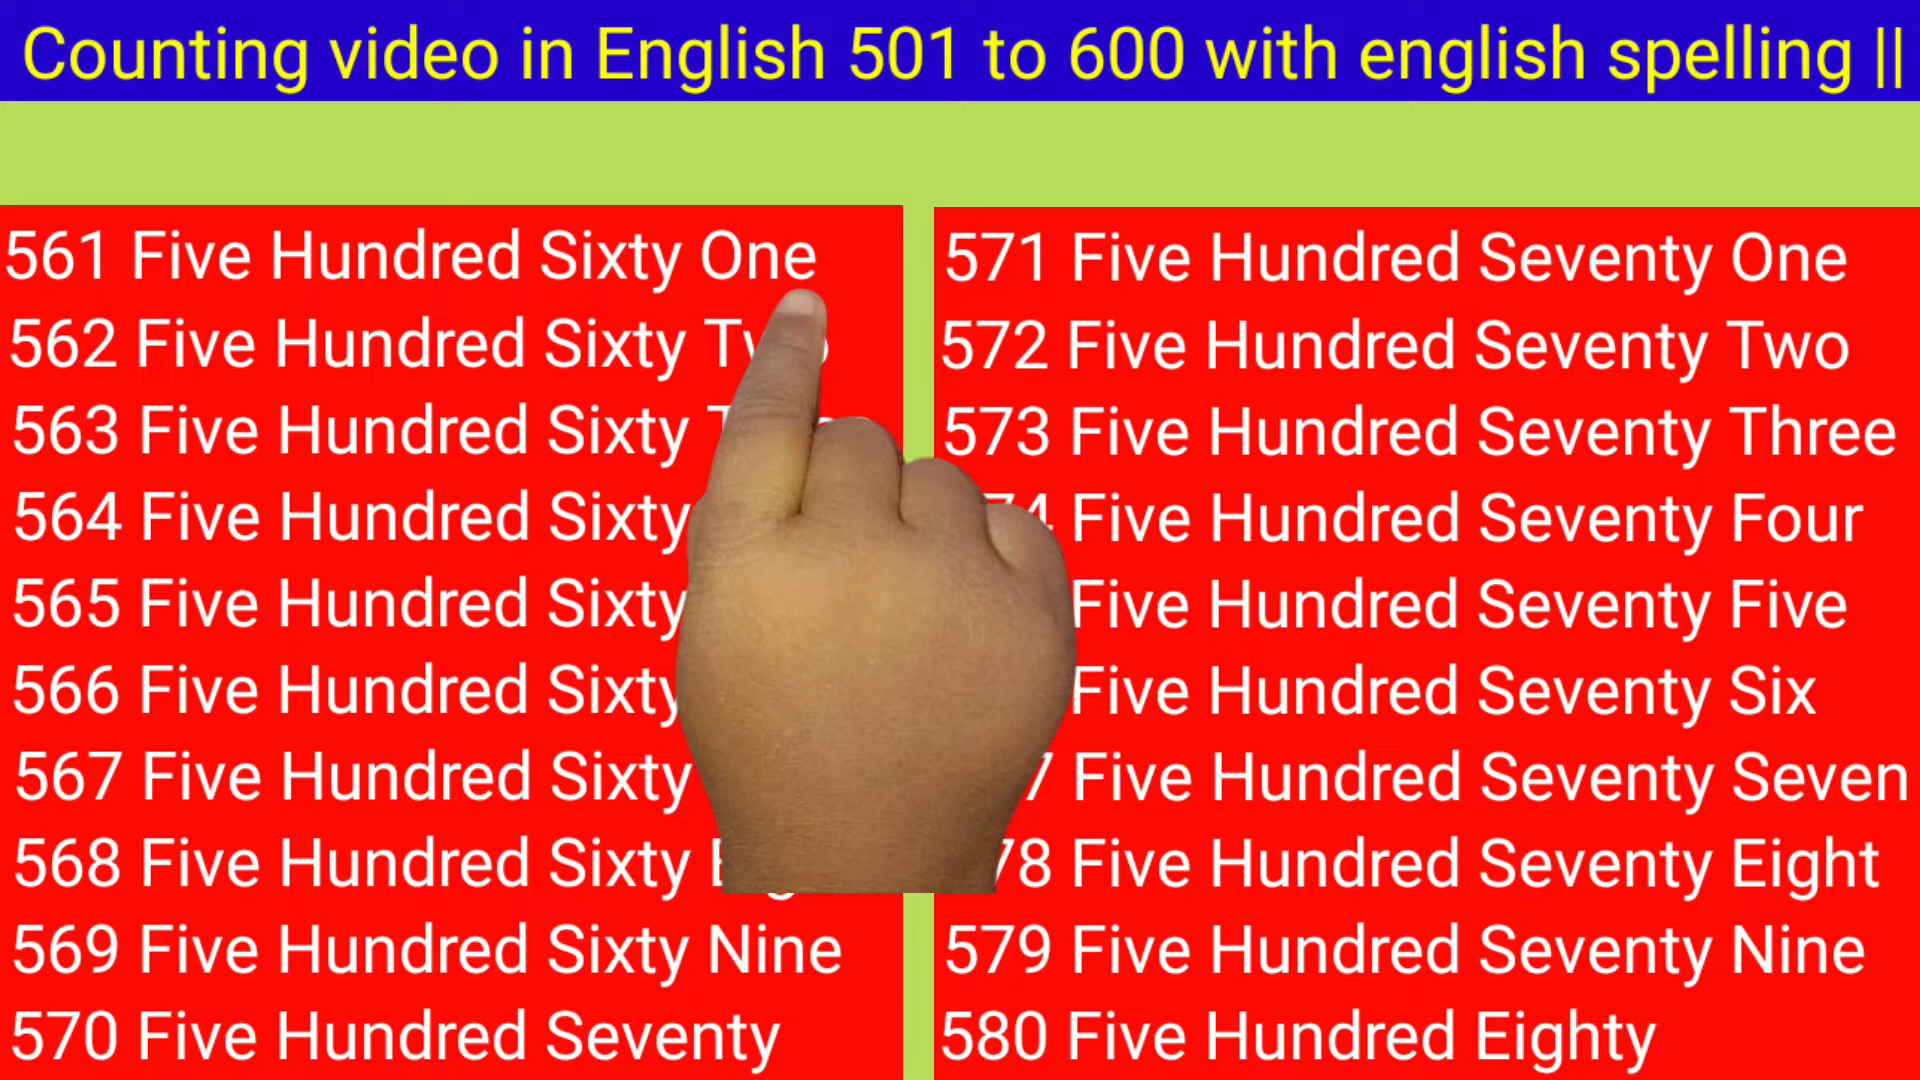 Counting video in English 501 to 600 with english spelling ||
561 Five Hundred Sixty One
562 Five Hundred Sixty Two
563 Five Hundred Sixty
564 Five Hundred Sixty
565 Five Hundred Sixty
566 Five Hundred Sixty
567 Five Hundred Sixty
568 Five Hundred Sixty
569 Five Hundred Sixty Nine
570 Five Hundred Seventy
571 Five Hundred Seventy One
572 Five Hundred Seventy Two
573 Five Hundred Seventy Three
Five Hundred Seventy Four
Five Hundred Seventy Five
Five Hundred Seventy Six
Five Hundred Seventy Seven
Five Hundred Seventy Eight
579 Five Hundred Seventy Nine
580 Five Hundred Eighty